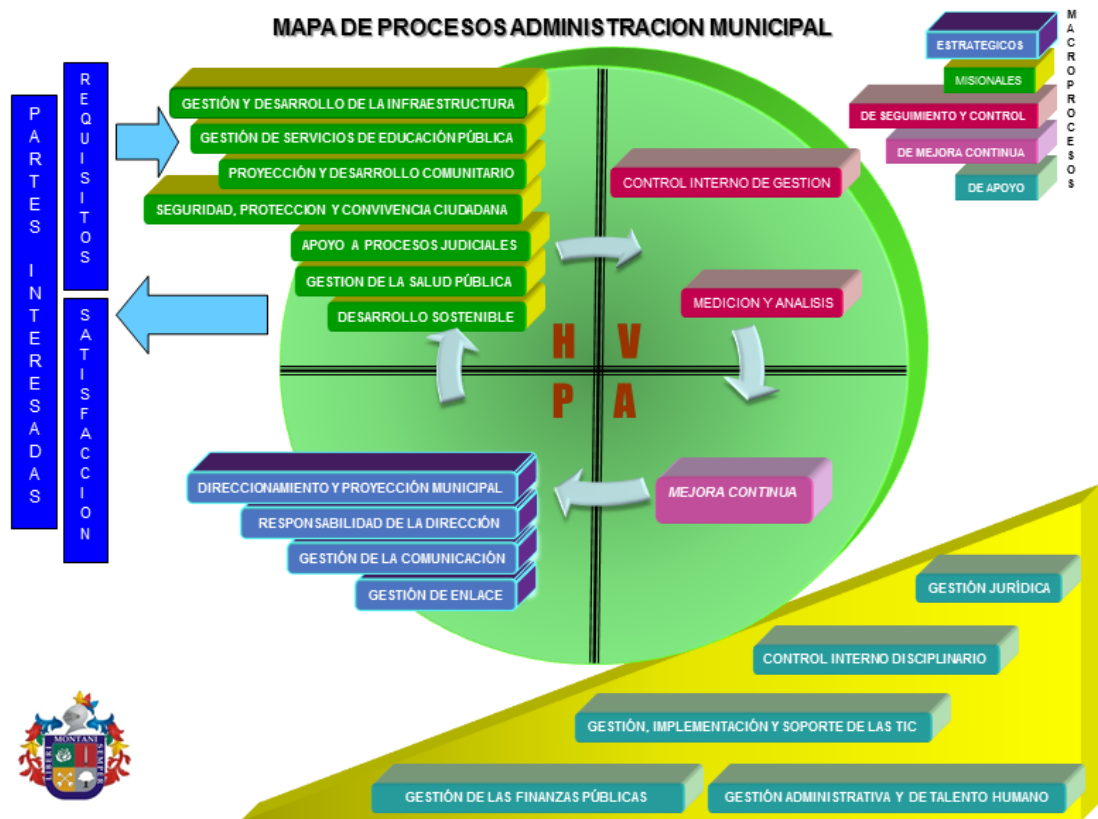 MAPA DE PROCESOS ADMINISTRACION MUNICIPAL
MACROPROCESOS
ESTRATEGICOS
MISIONALES
DE SEGUIMIENTO Y CONTROL
DE MEJORA CONTINUA
DE APOYO
PARTES INTERESADAS
REQUISITOS
SATISFACCION
GESTIÓN Y DESARROLLO DE LA INFRAESTRUCTURA
GESTIÓN DE SERVICIOS DE EDUCACIÓN PÚBLICA
PROYECCIÓN Y DESARROLLO COMUNITARIO
SEGURIDAD, PROTECCION Y CONVIVENCIA CIUDADANA
APOYO A PROCESOS JUDICIALES
GESTION DE LA SALUD PÚBLICA
DESARROLLO SOSTENIBLE
CONTROL INTERNO DE GESTION
MEDICION Y ANALISIS
H V
P A
DIRECCIONAMIENTO Y PROYECCIÓN MUNICIPAL
RESPONSABILIDAD DE LA DIRECCIÓN
GESTIÓN DE LA COMUNICACIÓN
GESTIÓN DE ENLACE
MEJORA CONTINUA
GESTIÓN JURÍDICA
CONTROL INTERNO DISCIPLINARIO
GESTIÓN, IMPLEMENTACIÓN Y SOPORTE DE LAS TIC
GESTIÓN DE LAS FINANZAS PÚBLICAS
GESTIÓN ADMINISTRATIVA Y DE TALENTO HUMANO
MONTANI SEMPER LIBERI